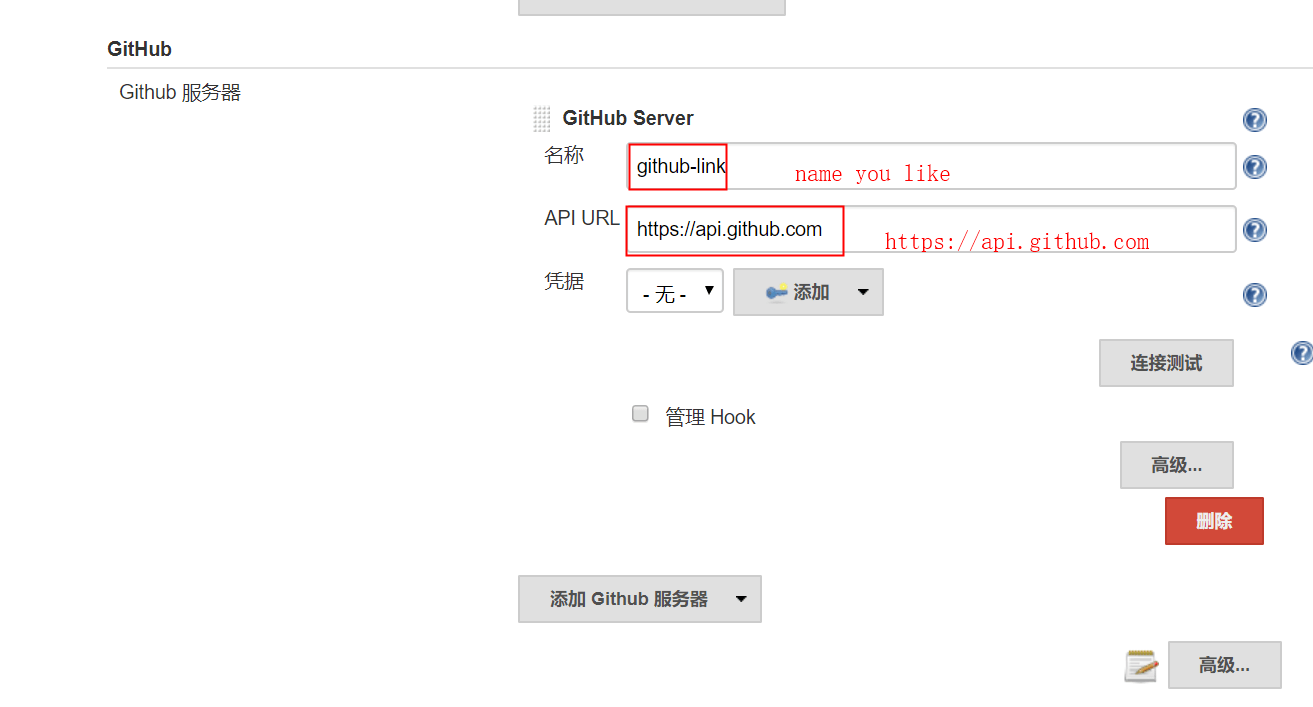 GitHub
Github 服务器
GitHub Server
名称
github-link
name you like
API URL
https://api.github.com
https://api.github.com
凭据
- 无 -
添加
连接测试
管理 Hook
高级...
删除
添加 Github 服务器
高级...